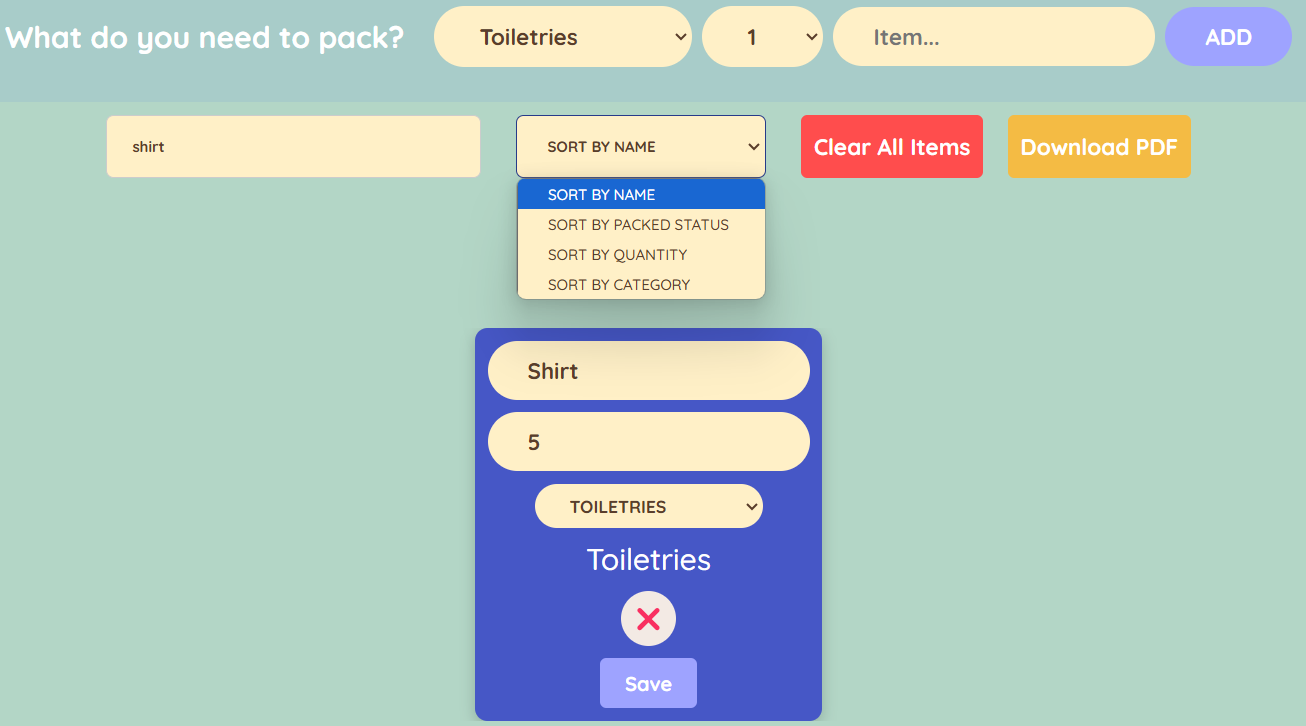 What do you need to pack?
Toiletries
1
Item...
ADD
shirt
SORT BY NAME
Clear All Items
Download PDF
SORT BY NAME
SORT BY PACKED STATUS
SORT BY QUANTITY
SORT BY CATEGORY
Shirt
5
TOILETRIES
Toiletries
Save